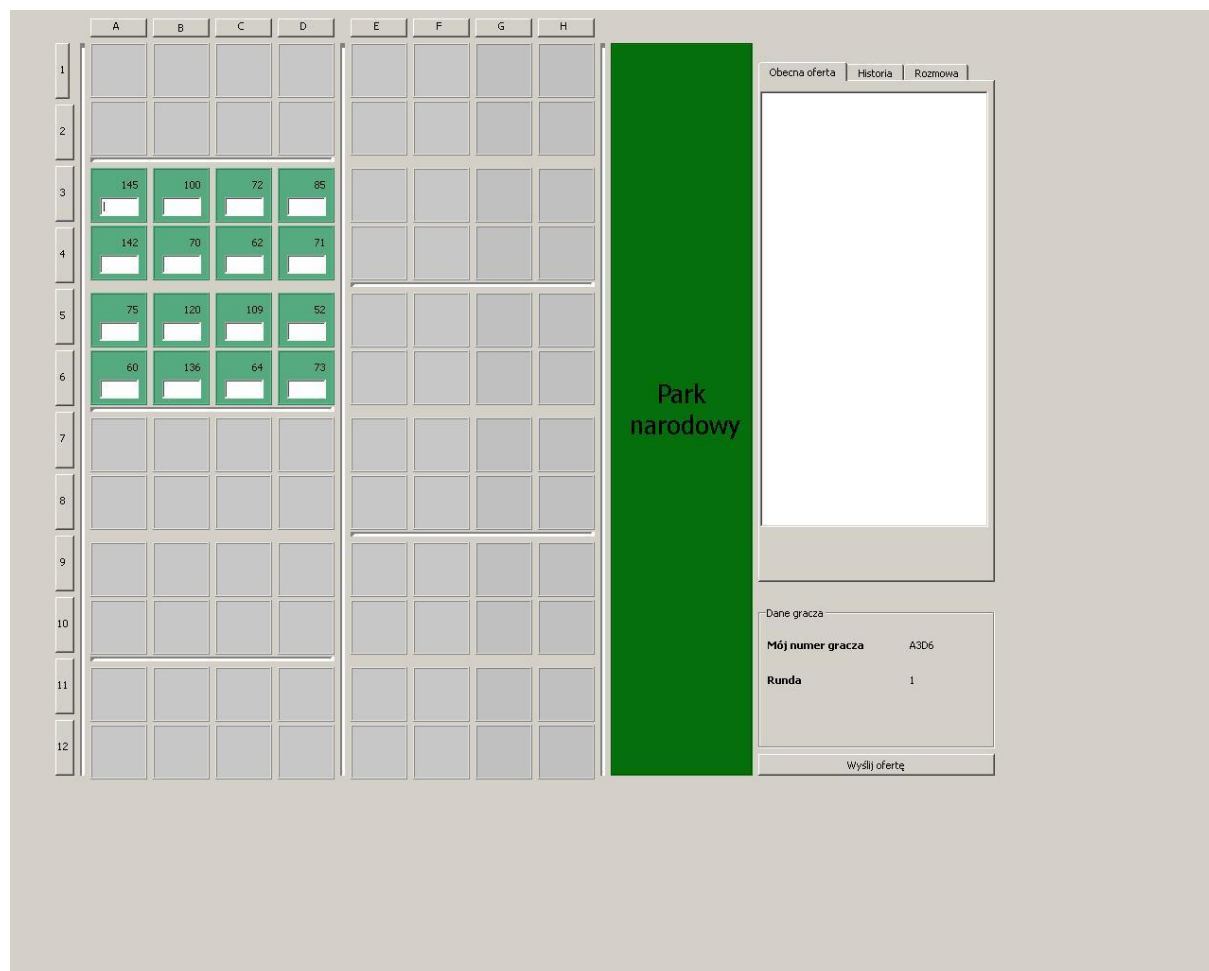 A B C D E F G H
1
2
3 145 100 72 85
4 142 70 62 71
5 75 120 109 52
6 60 136 64 73
7
8
9
10
11
12
Park
narodowy
Obecna oferta Historia Rozmowa
Dane gracza
Mój numer gracza A3D6
Runda 1
Wyślij ofertę